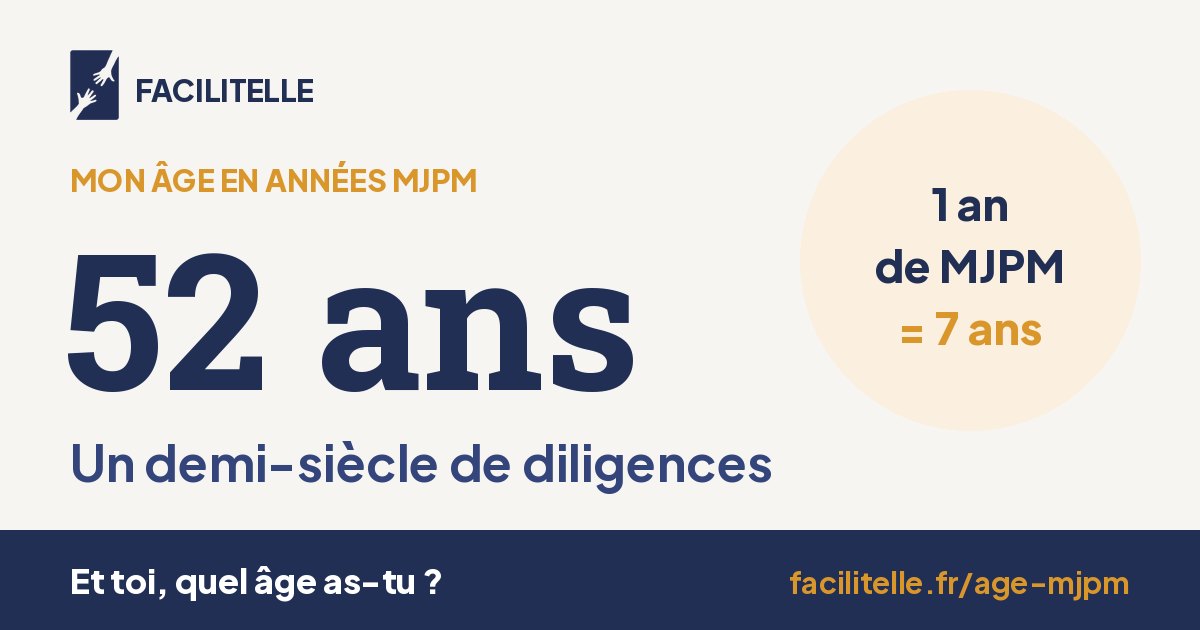 FACILITELLE
MON ÂGE EN ANNÉES MJPM
52 ans
Un demi-siècle de diligences
1 an
de MJPM
= 7 ans
Et toi, quel âge as-tu ?
facilitelle.fr/age-mjpm